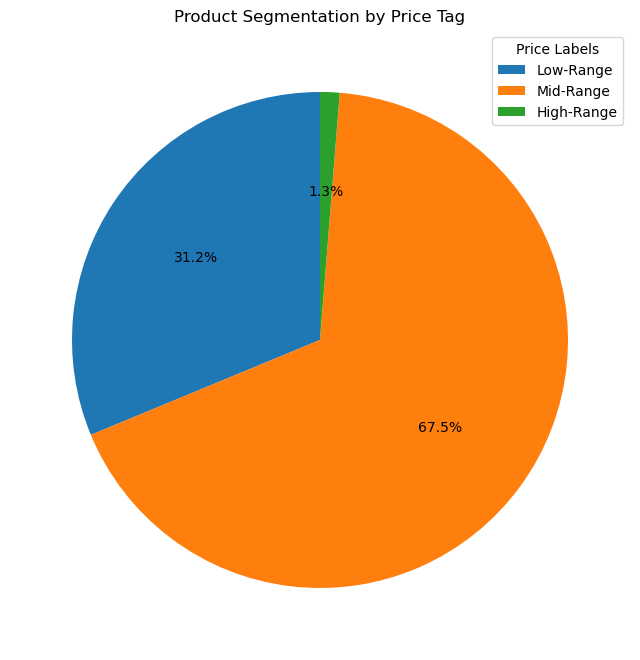 Product Segmentation by Price Tag
Price Labels
Low-Range
Mid-Range
High-Range
1.3%
31.2%
67.5%